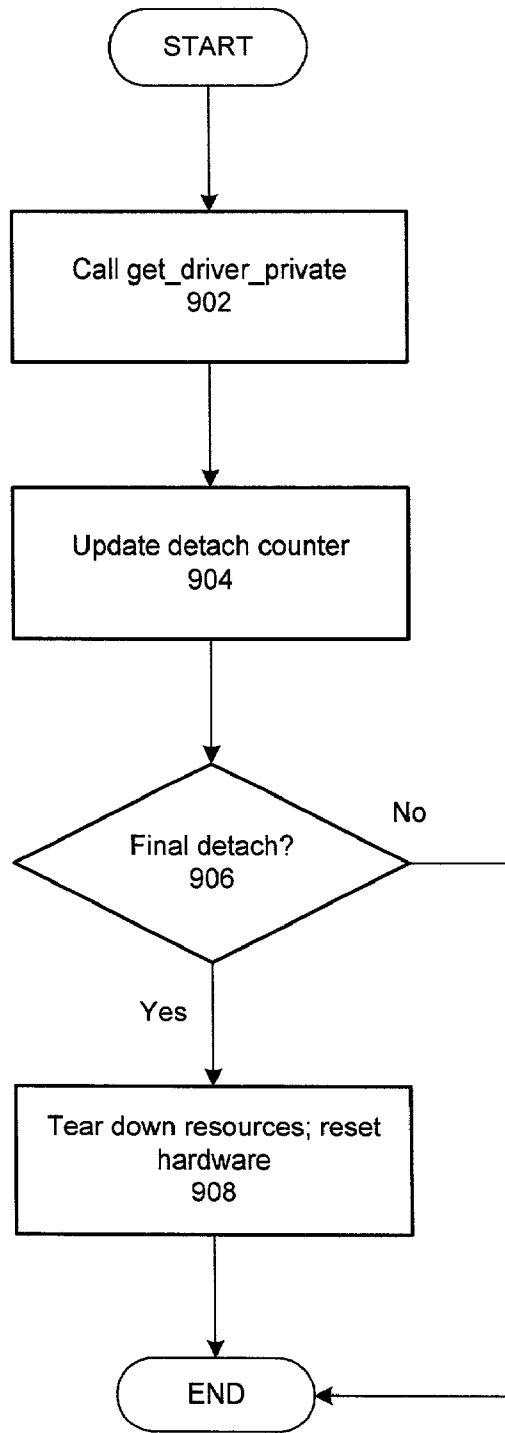 START
Call get_driver_private
902
Update detach counter
904
Final detach?
906
No
Yes
Tear down resources; reset
hardware
908
END